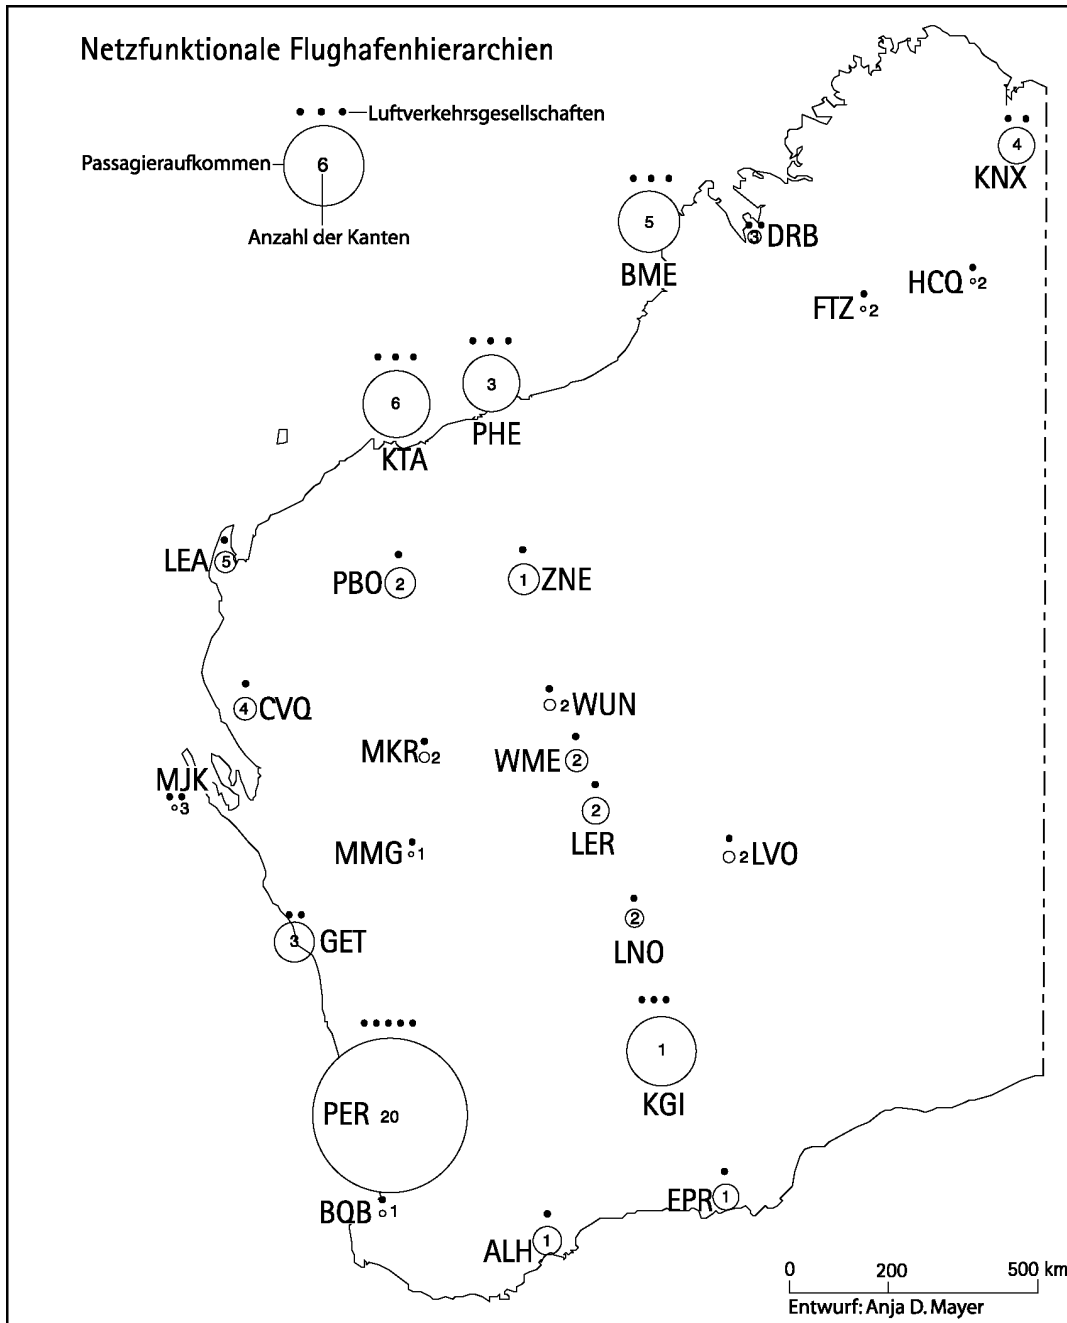 Netzfunktionale Flughafenhierarchien
Luftverkehrsgesellschaften
Passagieraufkommen
6
Anzahl der Kanten
4
KNX
5
BME
3
DRB
HCQ 2
FTZ 2
6
KTA
3
PHE
LEA 5
PBO 2
1 ZNE
4 CVQ
2 WUN
MKR 2
WME 2
MJK
3
2
LER
MMG 1
2 LVO
2
LNO
3 GET
1
KGI
PER 20
BQB 1
EPR 1
ALH 1
0 200 500 km
Entwurf: Anja D. Mayer